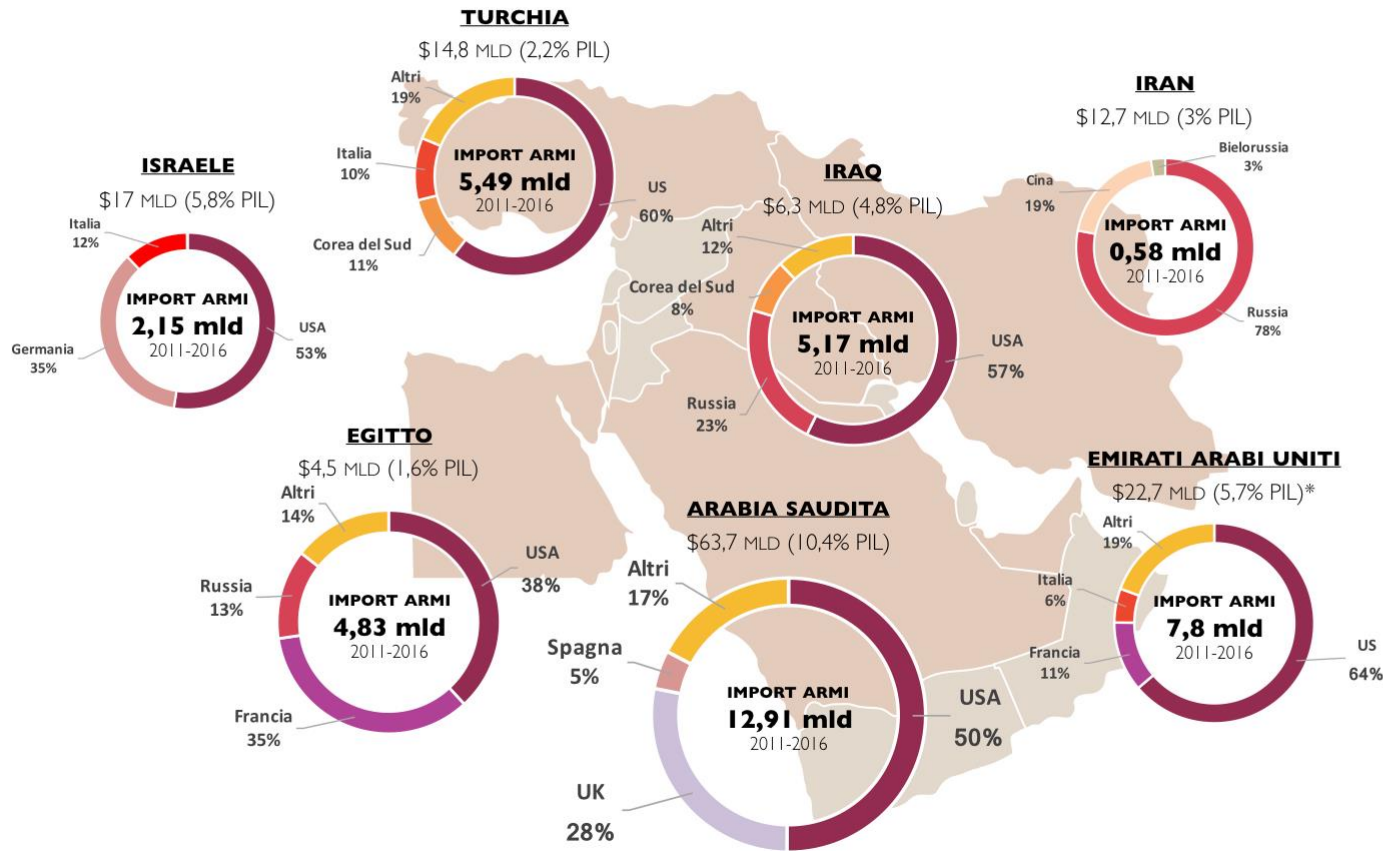 TURCHIA
$14,8 MLD (2,2% PIL)
Altri
19%
Italia
10%
Corea del Sud
11%
US
60%
IMPORT ARMI
5,49 mld
2011-2016
IRAN
$12,7 MLD (3% PIL)
Bielorussia
3%
Cina
19%
Russia
78%
IMPORT ARMI
0,58 mld
2011-2016
ISRAELE
$17 MLD (5,8% PIL)
Italia
12%
Germania
35%
USA
53%
IMPORT ARMI
2,15 mld
2011-2016
IRAQ
$6,3 MLD (4,8% PIL)
Altri
12%
Corea del Sud
8%
Russia
23%
USA
57%
IMPORT ARMI
5,17 mld
2011-2016
EGITTO
$4,5 MLD (1,6% PIL)
Altri
14%
Russia
13%
Francia
35%
USA
38%
IMPORT ARMI
4,83 mld
2011-2016
ARABIA SAUDITA
$63,7 MLD (10,4% PIL)
Altri
17%
Spagna
5%
UK
28%
USA
50%
IMPORT ARMI
12,91 mld
2011-2016
EMIRATI ARABI UNITI
$22,7 MLD (5,7% PIL)*
Altri
19%
Italia
6%
Francia
11%
US
64%
IMPORT ARMI
7,8 mld
2011-2016